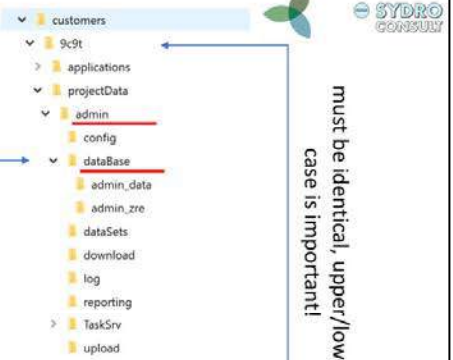 customers
9c9t
applications
projectData
admin
config
dataBase
admin_data
admin_zre
dataSets
download
log
reporting
TaskSrv
upload
SYDRO
CONSULT
must be identical, upper/low
case is important!